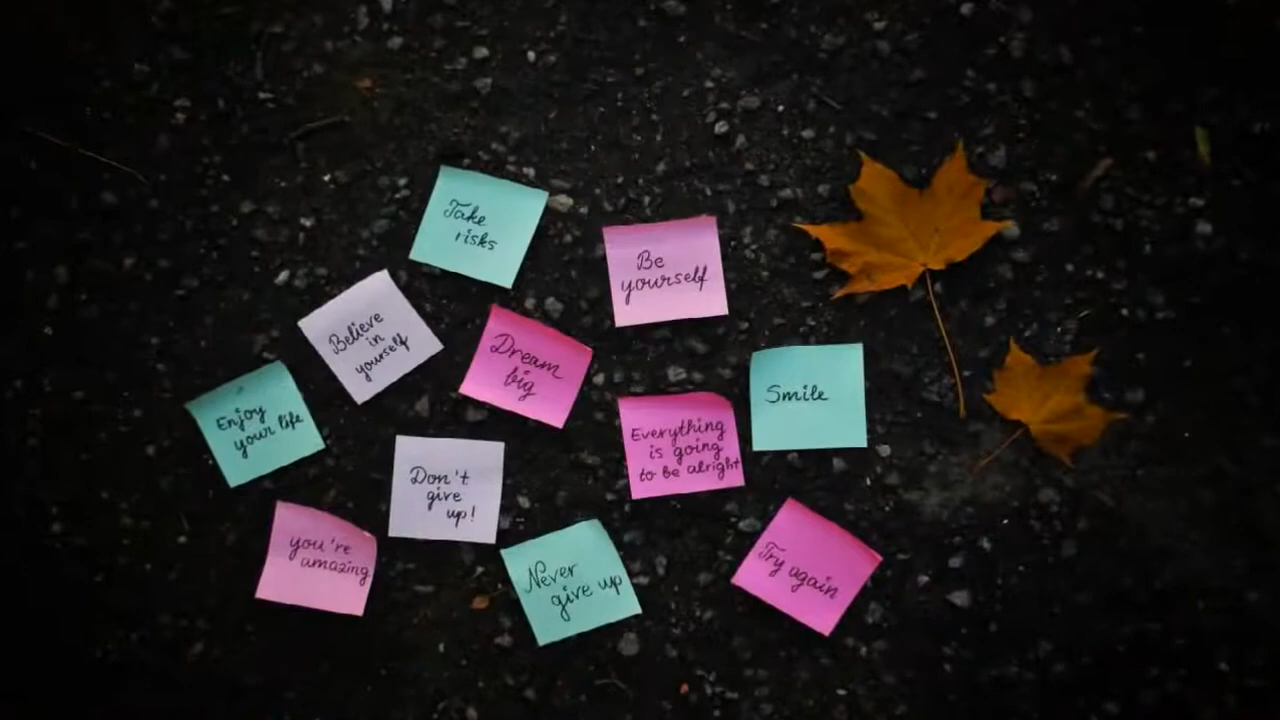 Take
risks
Be
yourself
Believe
in
yourself
Dream
big
Smile
Enjoy
your life
Everything
is going
to be alright
Don't
give
up!
you're
amazing
Never
give up
Try again